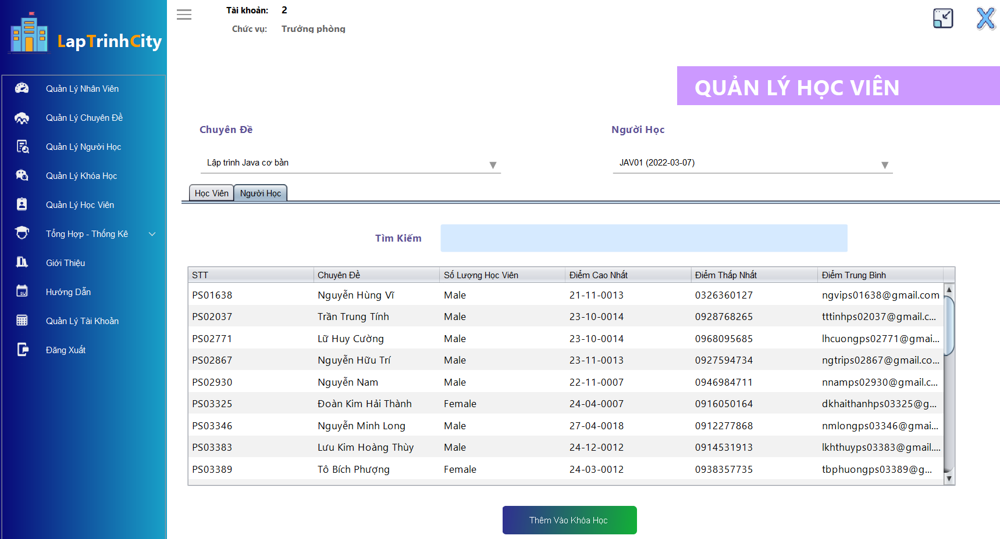 LapTrinhCity
Quản Lý Nhân Viên
Quản Lý Chuyên Đề
Quản Lý Người Học
Quản Lý Khóa Học
Quản Lý Học Viên
Tổng Hợp - Thống Kê
Giới Thiệu
Hướng Dẫn
Quản Lý Tài Khoản
Đăng Xuất
Tài khoản: 2
Chức vụ: Trưởng phòng
QUẢN LÝ HỌC VIÊN
Chuyên Đề Người Học
Lập trình Java cơ bản JAV01 (2022-03-07)
Học Viên Người Học
Tìm Kiếm
STT Chuyên Đề Số Lượng Học Viên Điểm Cao Nhất Điểm Thấp Nhất Điểm Trung Bình
PS01638 Nguyễn Hùng Vĩ Male 21-11-0013 0326360127 ngvips01638@gmail.com
PS02037 Trần Trung Tính Male 23-10-0014 0928768265 tttinhps02037@gmail.c...
PS02771 Lữ Huy Cường Male 23-10-0014 0968095685 lhcuongps02771@gmai...
PS02867 Nguyễn Hữu Trí Male 23-11-0013 0927594734 ngtrips02867@gmail.co...
PS02930 Nguyễn Nam Male 22-11-0007 0946984711 nnamps02930@gmail.c...
PS03325 Đoàn Kim Hải Thành Female 24-04-0007 0916050164 dkhaithanhps03325@g...
PS03346 Nguyễn Minh Long Male 27-04-0018 0912277868 nmlongps03346@gmai...
PS03383 Lưu Kim Hoàng Thùy Male 24-12-0012 0914531913 lkhthuyps03383@gmail....
PS03389 Tô Bích Phượng Female 24-03-0012 0938357735 tbphuongps03389@g...
Thêm Vào Khóa Học